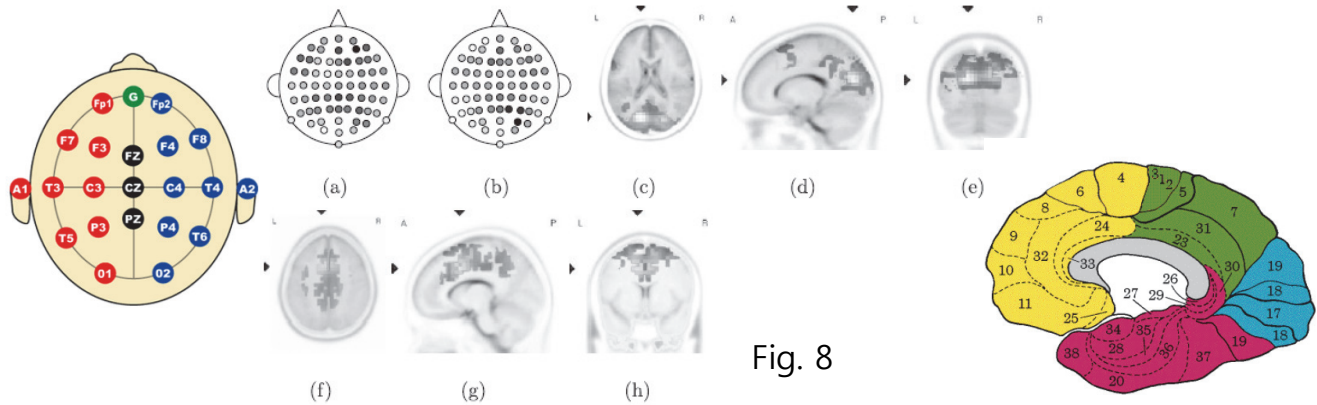 G
Fp1 Fp2
F7 F3 FZ F4 F8
A1 T3 C3 CZ C4 T4 A2
T5 P3 PZ P4 T6
01 02
(a) (b)
L R
(c)
A P
(d)
L R
(e)
L R
(f)
A P
(g)
L R
(h)
Fig. 8
4 3 1 2 5
6 7
8 24 31 23
9 32 33 30 19
10 26 18
11 27 29 17
25 18
34 35 19
38 28 36 37
20